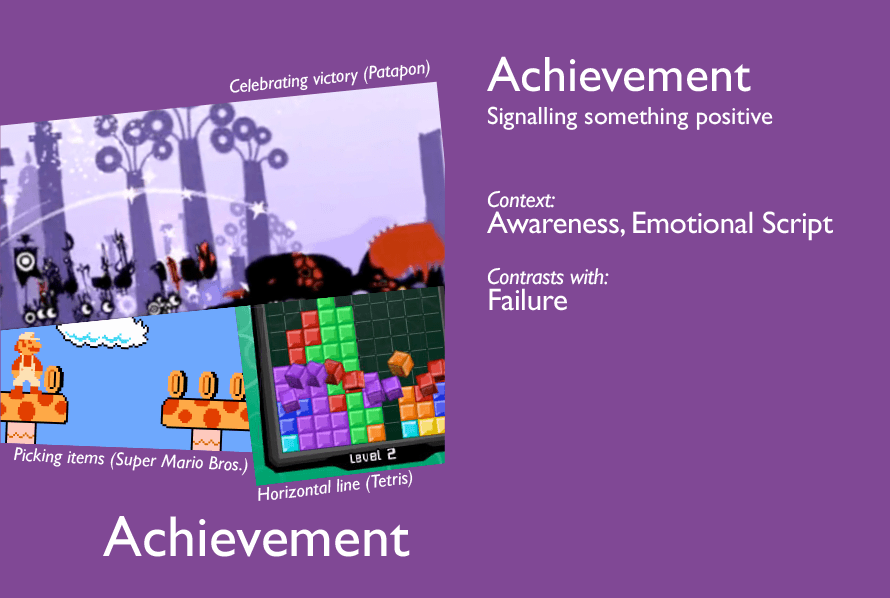 Celebrating victory (Patapon)
Level 2
Picking items (Super Mario Bros.)
Horizontal line (Tetris)
Achievement
Achievement
Signalling something positive
Context:
Awareness, Emotional Script
Contrasts with:
Failure